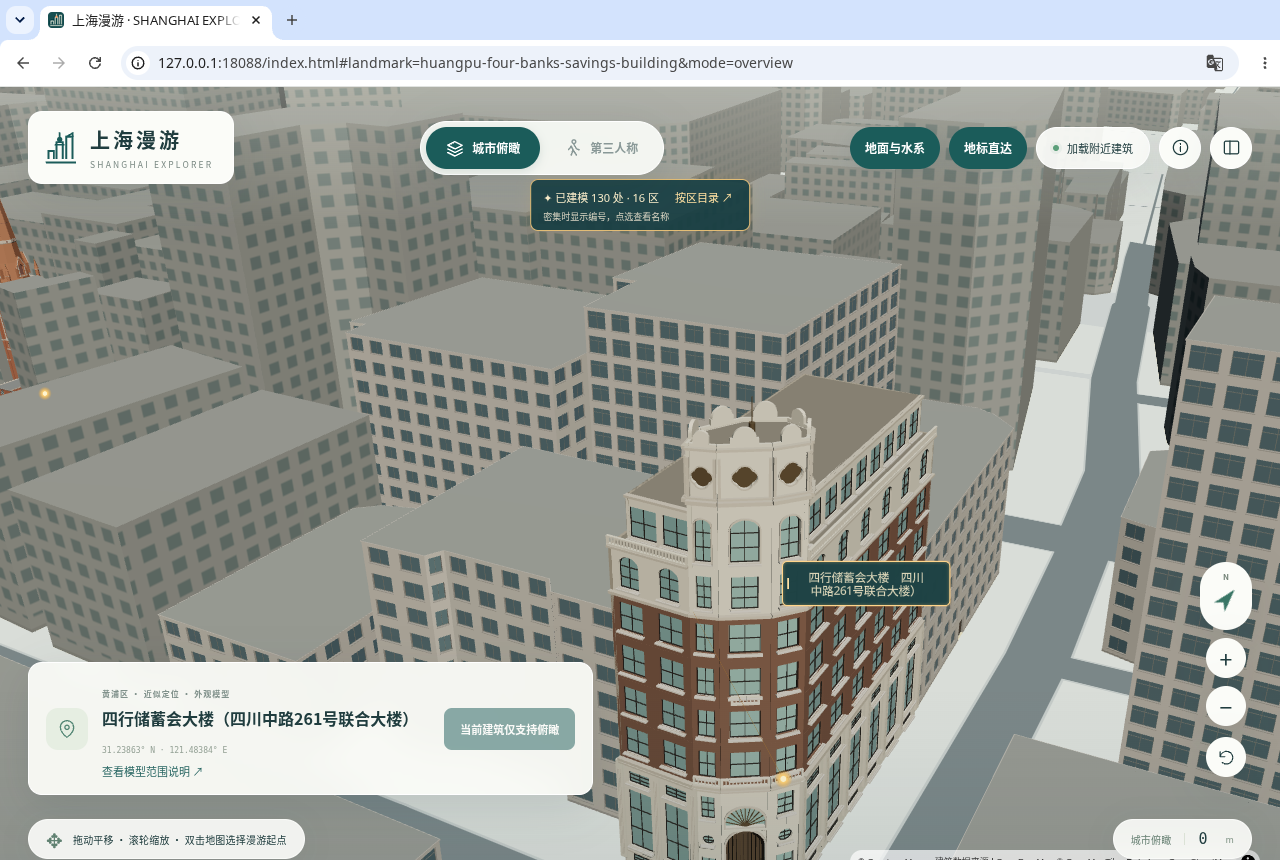 上海漫游 · SHANGHAI EXPLO
127.0.0.1:18088/index.html#landmark=huangpu-four-banks-savings-building&mode=overview
上海漫游
SHANGHAI EXPLORER
城市俯瞰
第三人称
地面与水系
地标直达
加载附近建筑
✦ 已建模 130 处 · 16 区 按区目录 ↗
密集时显示编号，点选查看名称
四行储蓄会大楼 四川
中路261号联合大楼）
N
黄浦区 · 近似定位 · 外观模型
四行储蓄会大楼（四川中路261号联合大楼）
当前建筑仅支持俯瞰
31.23863° N · 121.48384° E
查看模型范围说明 ↗
拖动平移 · 滚轮缩放 · 双击地图选择漫游起点
城市俯瞰 0 m